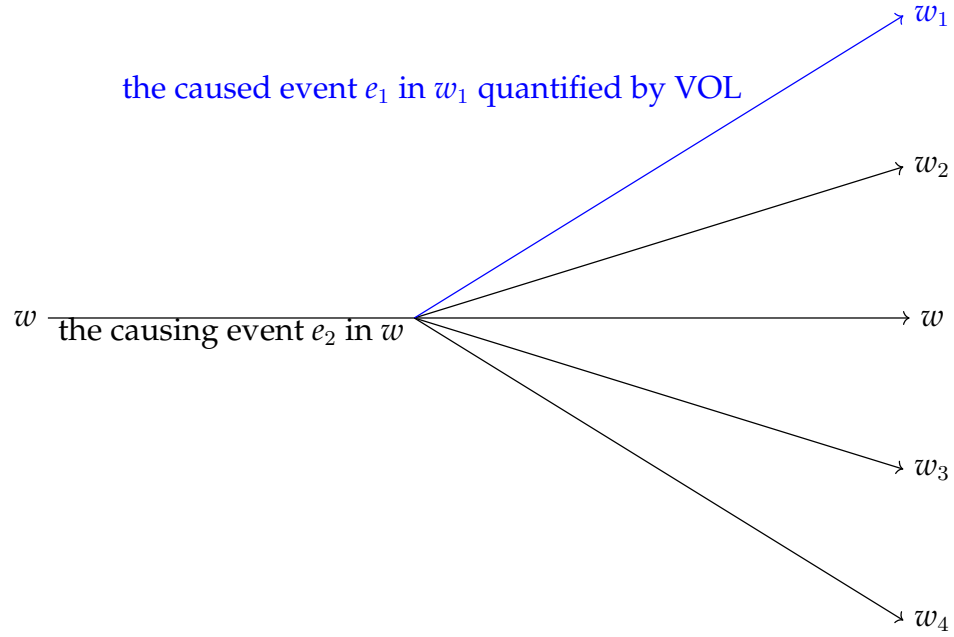 w₁
the caused event e₁ in w₁ quantified by VOL
w₂
w
w
the causing event e₂ in w
w₃
w₄